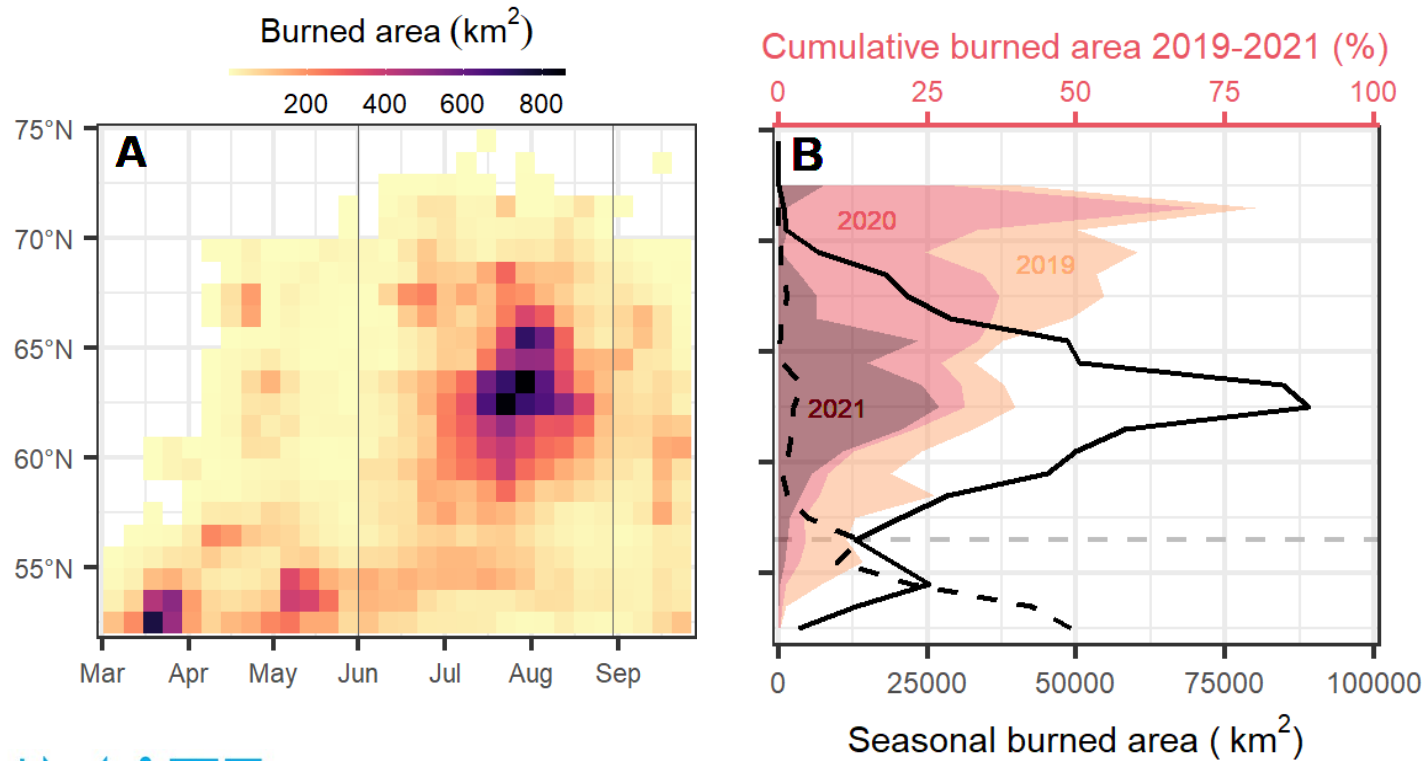 Burned area (km²)
200 400 600 800
A
75°N
70°N
65°N
60°N
55°N
Mar Apr May Jun Jul Aug Sep
Cumulative burned area 2019-2021 (%)
0 25 50 75 100
B
2020
2019
2021
0 25000 50000 75000 100000
Seasonal burned area ( km²)